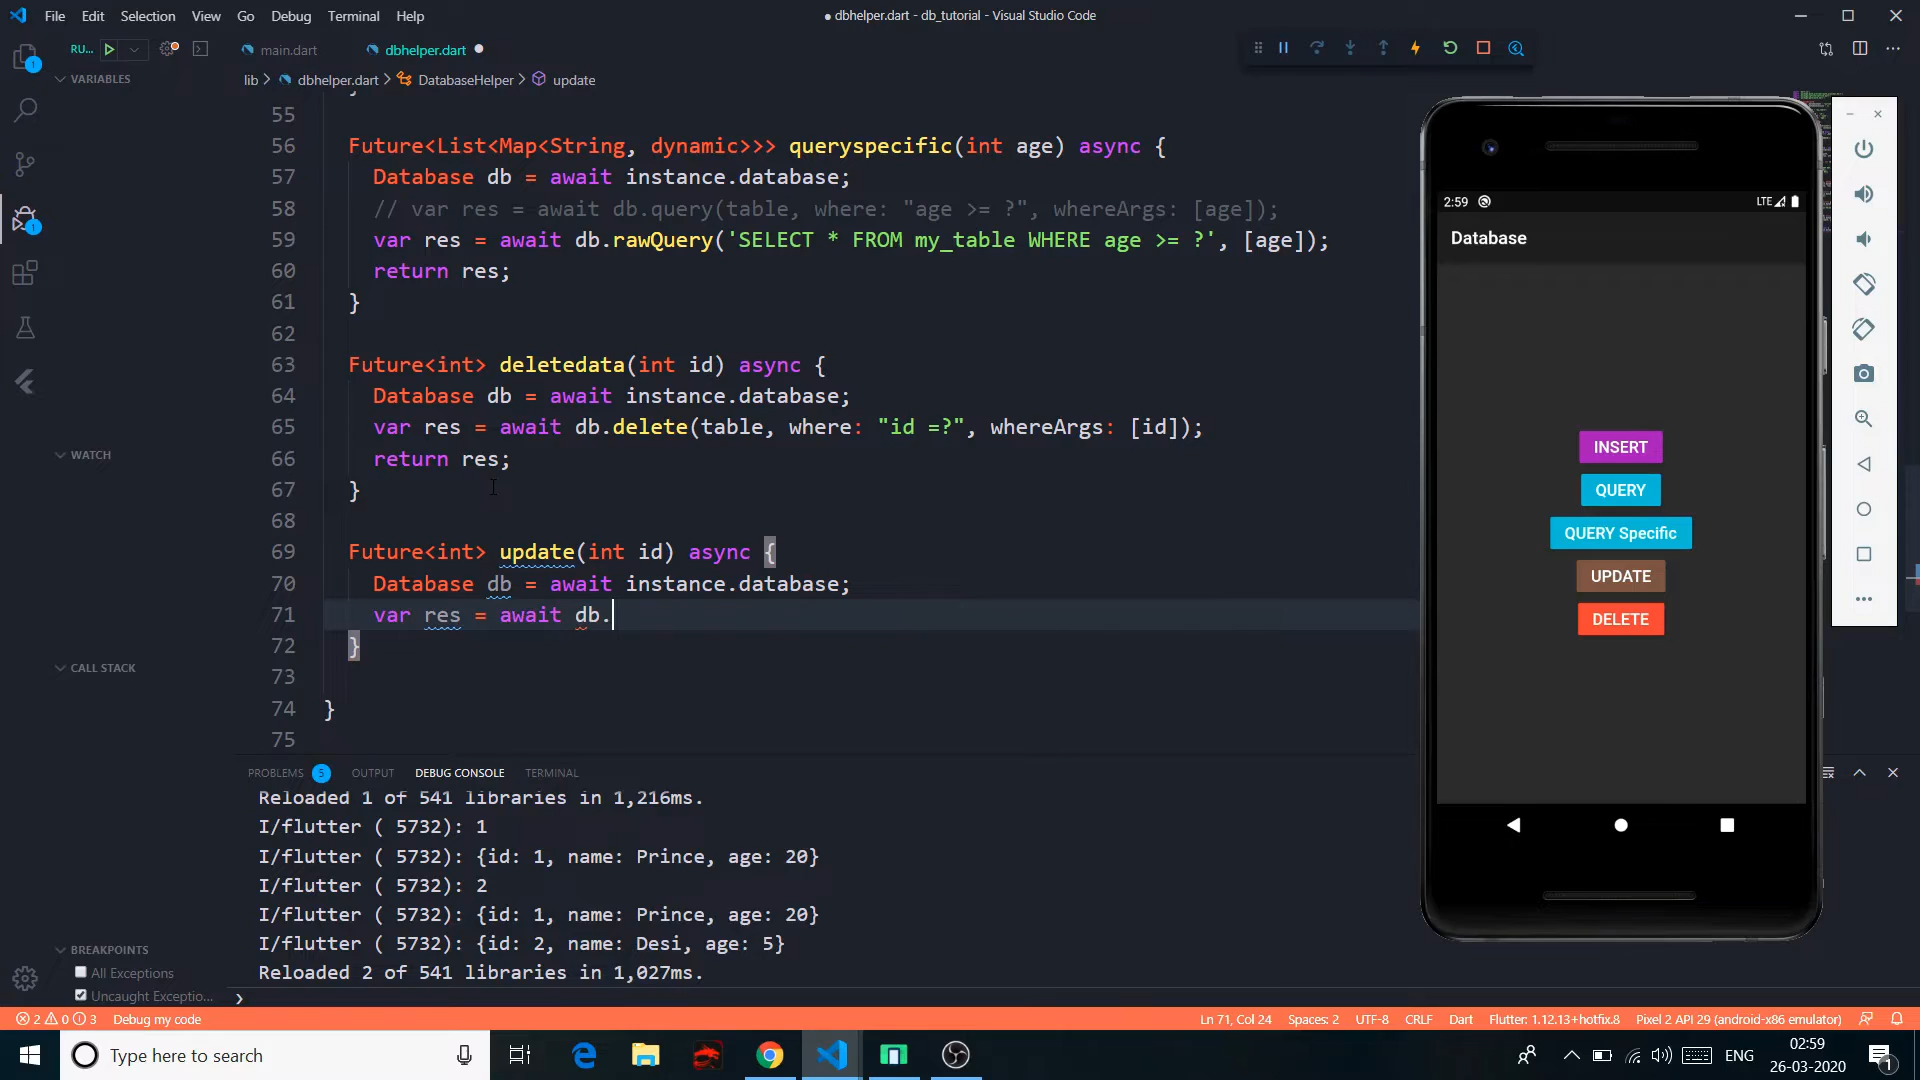 File Edit Selection View Go Debug Terminal Help
● dbhelper.dart - db_tutorial - Visual Studio Code
RU...
main.dart
dbhelper.dart
lib > dbhelper.dart > DatabaseHelper > update
VARIABLES
WATCH
CALL STACK
BREAKPOINTS
All Exceptions
Uncaught Exceptio...
55
56 Future<List<Map<String, dynamic>>> queryspecific(int age) async {
57 Database db = await instance.database;
58 // var res = await db.query(table, where: "age >= ?", whereArgs: [age]);
59 var res = await db.rawQuery('SELECT * FROM my_table WHERE age >= ?', [age]);
60 return res;
61 }
62
63 Future<int> deletedata(int id) async {
64 Database db = await instance.database;
65 var res = await db.delete(table, where: "id =?", whereArgs: [id]);
66 return res;
67 }
68
69 Future<int> update(int id) async {
70 Database db = await instance.database;
71 var res = await db.
72 }
73
74 }
75
PROBLEMS 5 OUTPUT DEBUG CONSOLE TERMINAL
Reloaded 1 of 541 libraries in 1,216ms.
I/flutter ( 5732): 1
I/flutter ( 5732): {id: 1, name: Prince, age: 20}
I/flutter ( 5732): 2
I/flutter ( 5732): {id: 1, name: Prince, age: 20}
I/flutter ( 5732): {id: 2, name: Desi, age: 5}
Reloaded 2 of 541 libraries in 1,027ms.
2:59
LTE
Database
INSERT
QUERY
QUERY Specific
UPDATE
DELETE
2 0 3 Debug my code
Ln 71, Col 24 Spaces: 2 UTF-8 CRLF Dart Flutter: 1.12.13+hotfix.8 Pixel 2 API 29 (android-x86 emulator)
Type here to search
ENG
02:59
26-03-2020
1